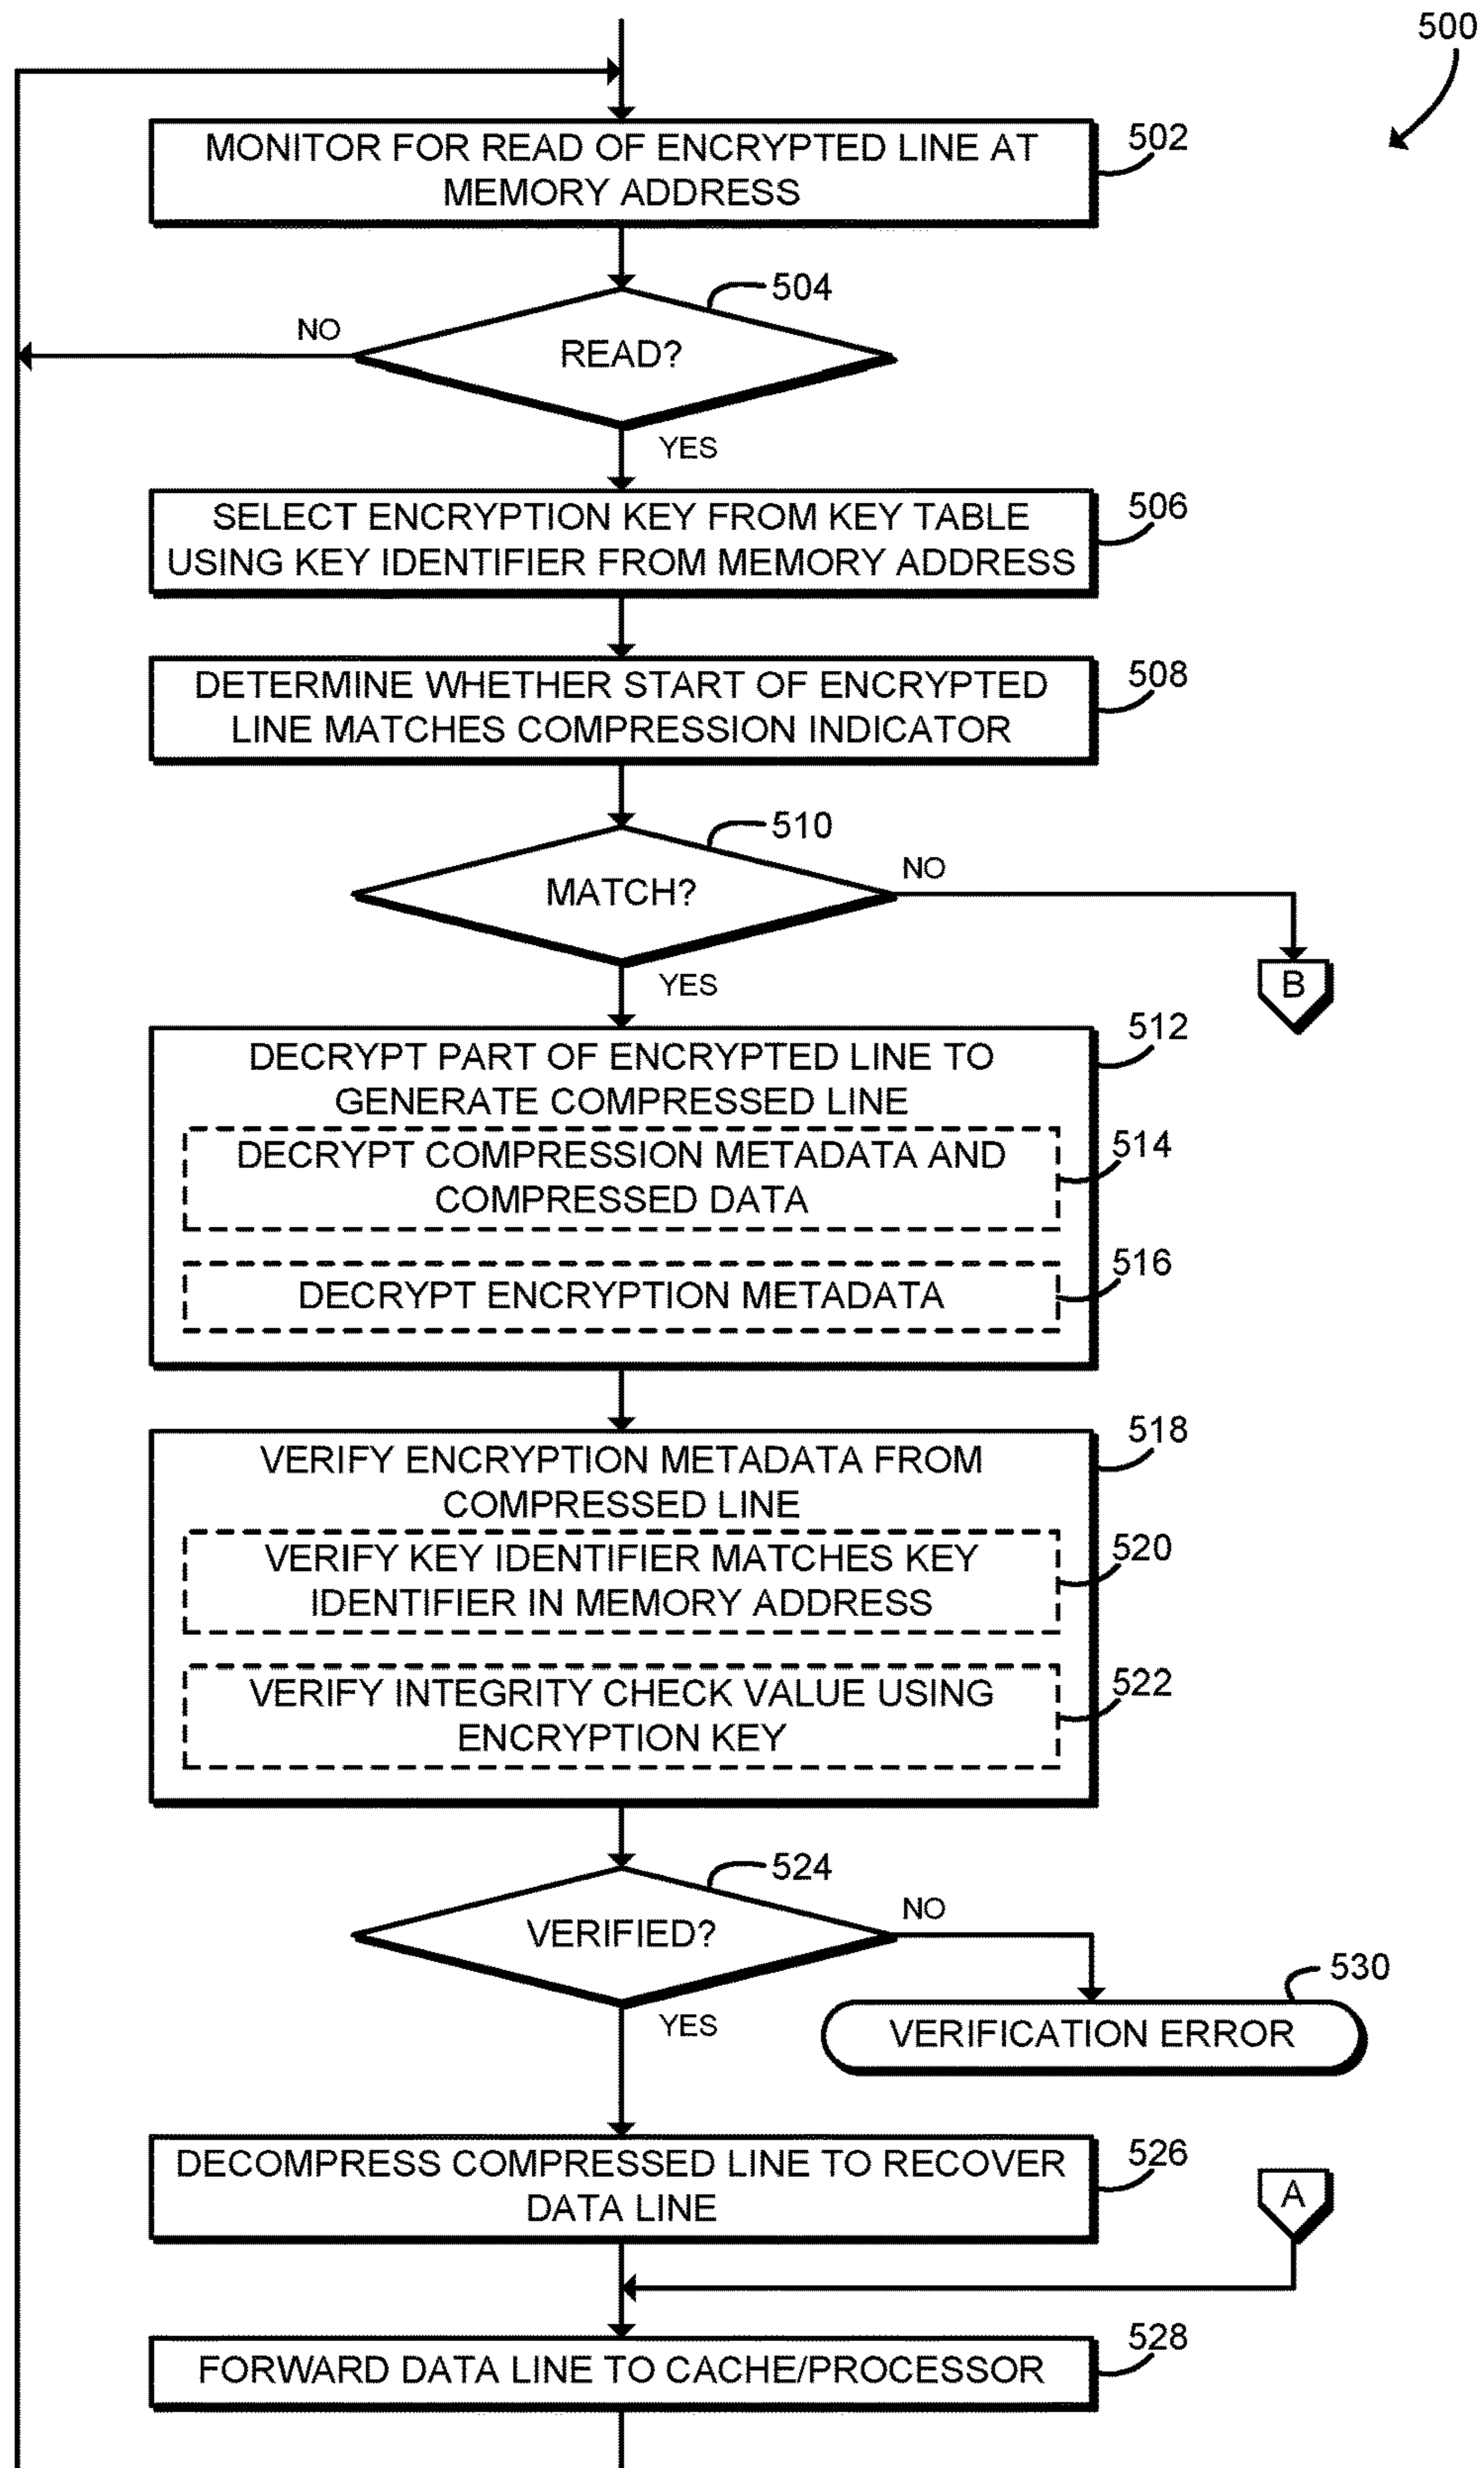 500
MONITOR FOR READ OF ENCRYPTED LINE AT
MEMORY ADDRESS
502
504
READ?
NO
YES
SELECT ENCRYPTION KEY FROM KEY TABLE
USING KEY IDENTIFIER FROM MEMORY ADDRESS
506
DETERMINE WHETHER START OF ENCRYPTED
LINE MATCHES COMPRESSION INDICATOR
508
510
MATCH?
NO
YES
B
DECRYPT PART OF ENCRYPTED LINE TO
GENERATE COMPRESSED LINE
512
DECRYPT COMPRESSION METADATA AND
COMPRESSED DATA
514
DECRYPT ENCRYPTION METADATA
516
VERIFY ENCRYPTION METADATA FROM
COMPRESSED LINE
518
VERIFY KEY IDENTIFIER MATCHES KEY
IDENTIFIER IN MEMORY ADDRESS
520
VERIFY INTEGRITY CHECK VALUE USING
ENCRYPTION KEY
522
524
VERIFIED?
NO
YES
530
VERIFICATION ERROR
DECOMPRESS COMPRESSED LINE TO RECOVER
DATA LINE
526
A
FORWARD DATA LINE TO CACHE/PROCESSOR
528